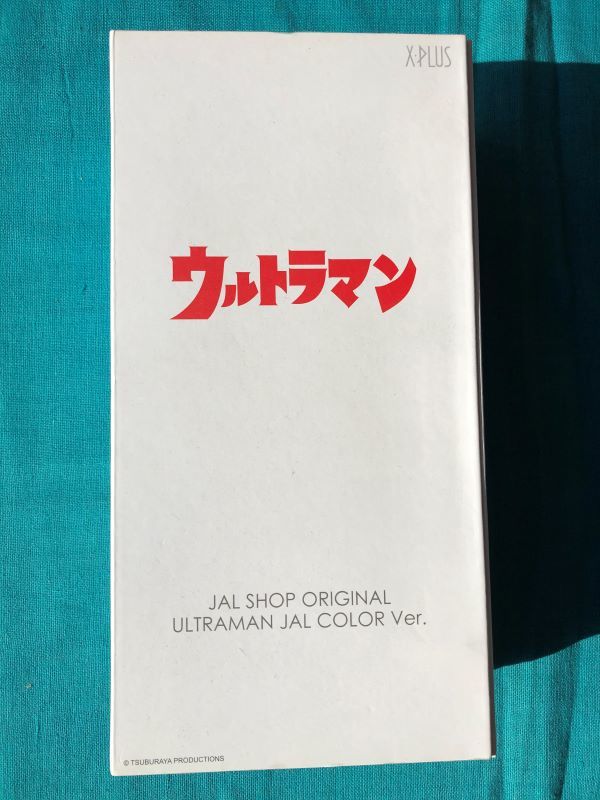 X-PLUS
ウルトラマン
JAL SHOP ORIGINAL
ULTRAMAN JAL COLOR Ver.
© TSUBURAYA PRODUCTIONS